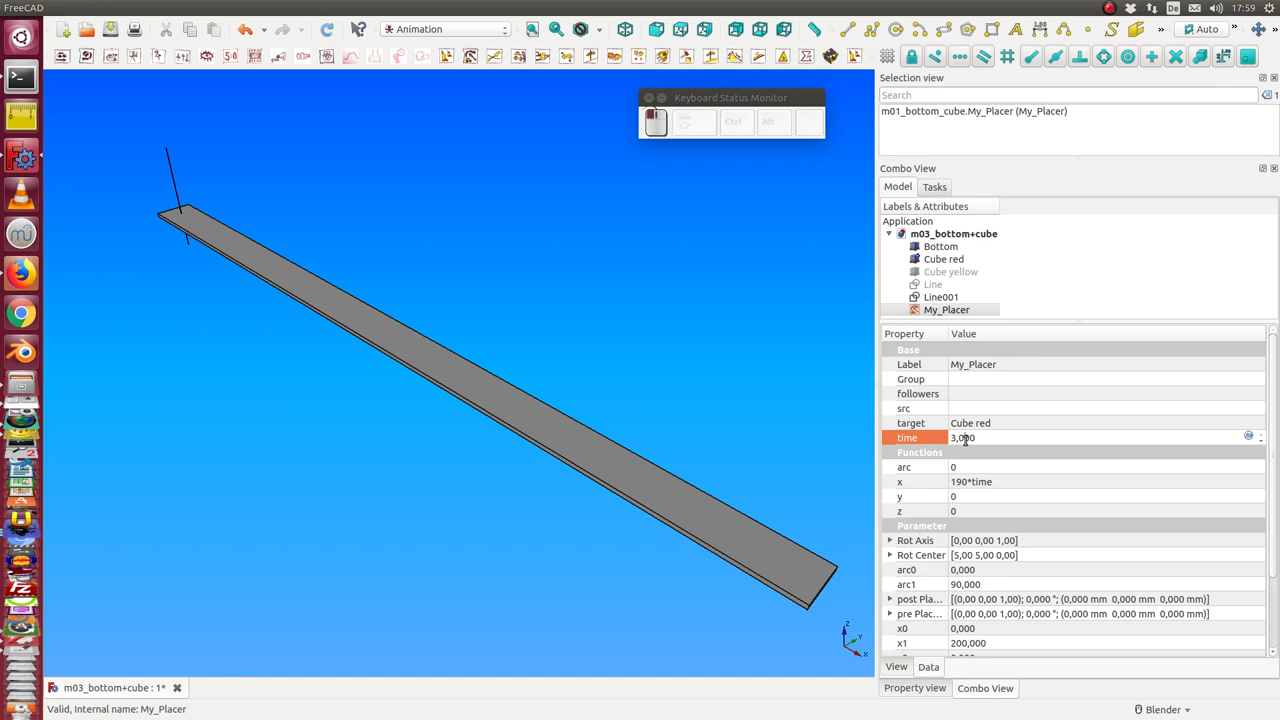 FreeCAD
De
17:59
Animation
Auto
Keyboard Status Monitor
Shift
Ctrl
Alt
Selection view
Search
1
m01_bottom_cube.My_Placer (My_Placer)
Combo View
Model
Tasks
Labels & Attributes
Application
m03_bottom+cube
Bottom
Cube red
Cube yellow
Line
Line001
My_Placer
Property Value
Base
Label My_Placer
Group
followers
src
target Cube red
time 3,000
Functions
arc 0
x 190*time
y 0
z 0
Parameter
Rot Axis [0,00 0,00 1,00]
Rot Center [5,00 5,00 0,00]
arc0 0,000
arc1 90,000
post Pla... [(0,00 0,00 1,00); 0,000 °; (0,000 mm 0,000 mm 0,000 mm)]
pre Plac... [(0,00 0,00 1,00); 0,000 °; (0,000 mm 0,000 mm 0,000 mm)]
x0 0,000
x1 200,000
View
Data
Property view
Combo View
m03_bottom+cube : 1*
Valid, Internal name: My_Placer
Blender
z
y
x